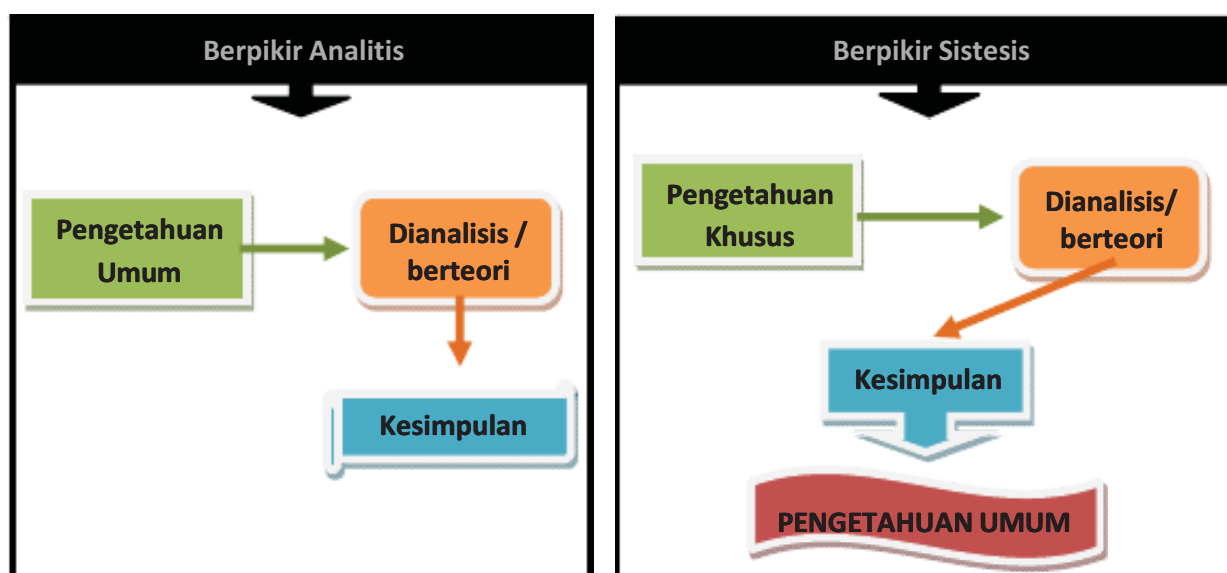 Berpikir Analitis
Pengetahuan
Umum
Dianalisis /
berteori
Kesimpulan
Berpikir Sistesis
Pengetahuan
Khusus
Dianalisis/
berteori
Kesimpulan
PENGETAHUAN UMUM